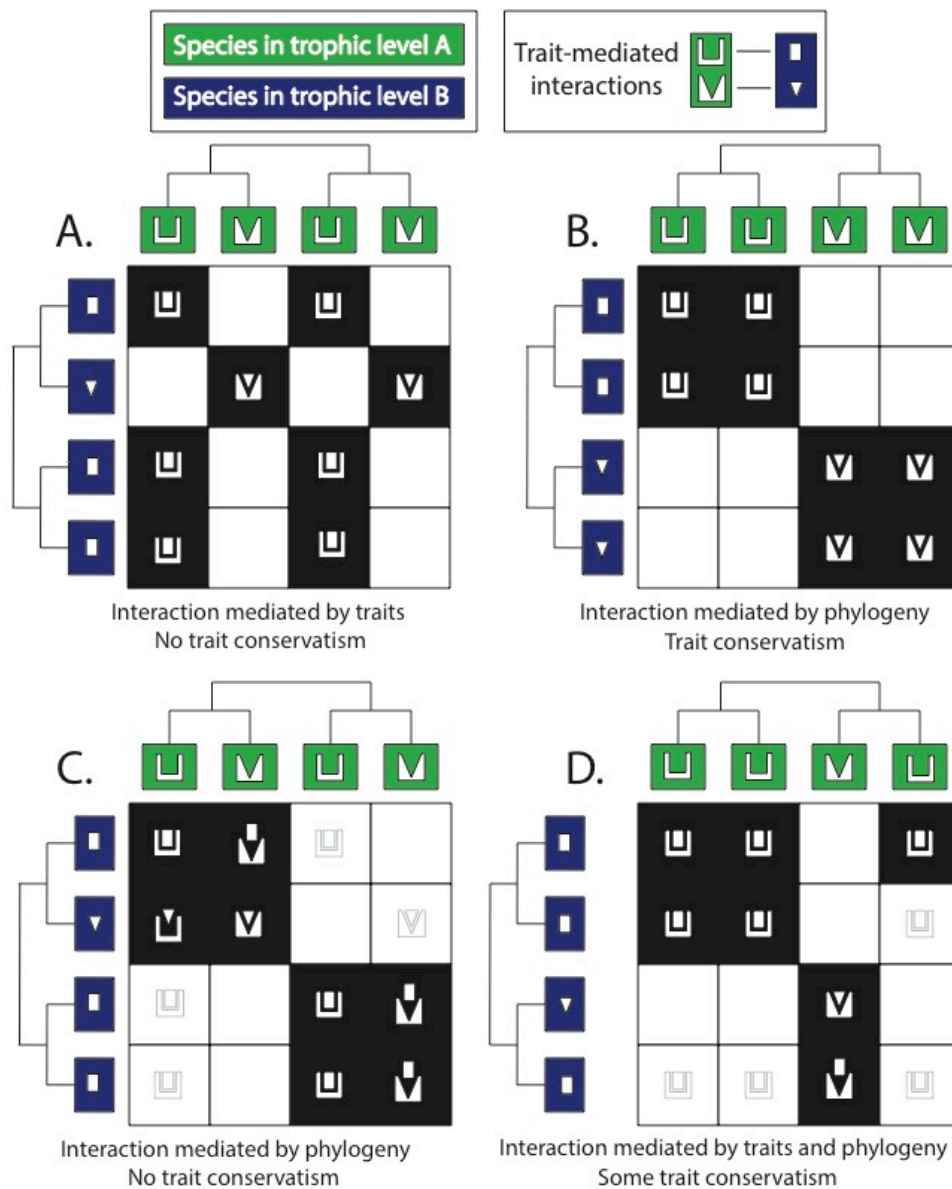 Species in trophic level A
Species in trophic level B
Trait-mediated
interactions
A.
B.
Interaction mediated by traits
No trait conservatism
Interaction mediated by phylogeny
Trait conservatism
C.
D.
Interaction mediated by phylogeny
No trait conservatism
Interaction mediated by traits and phylogeny
Some trait conservatism